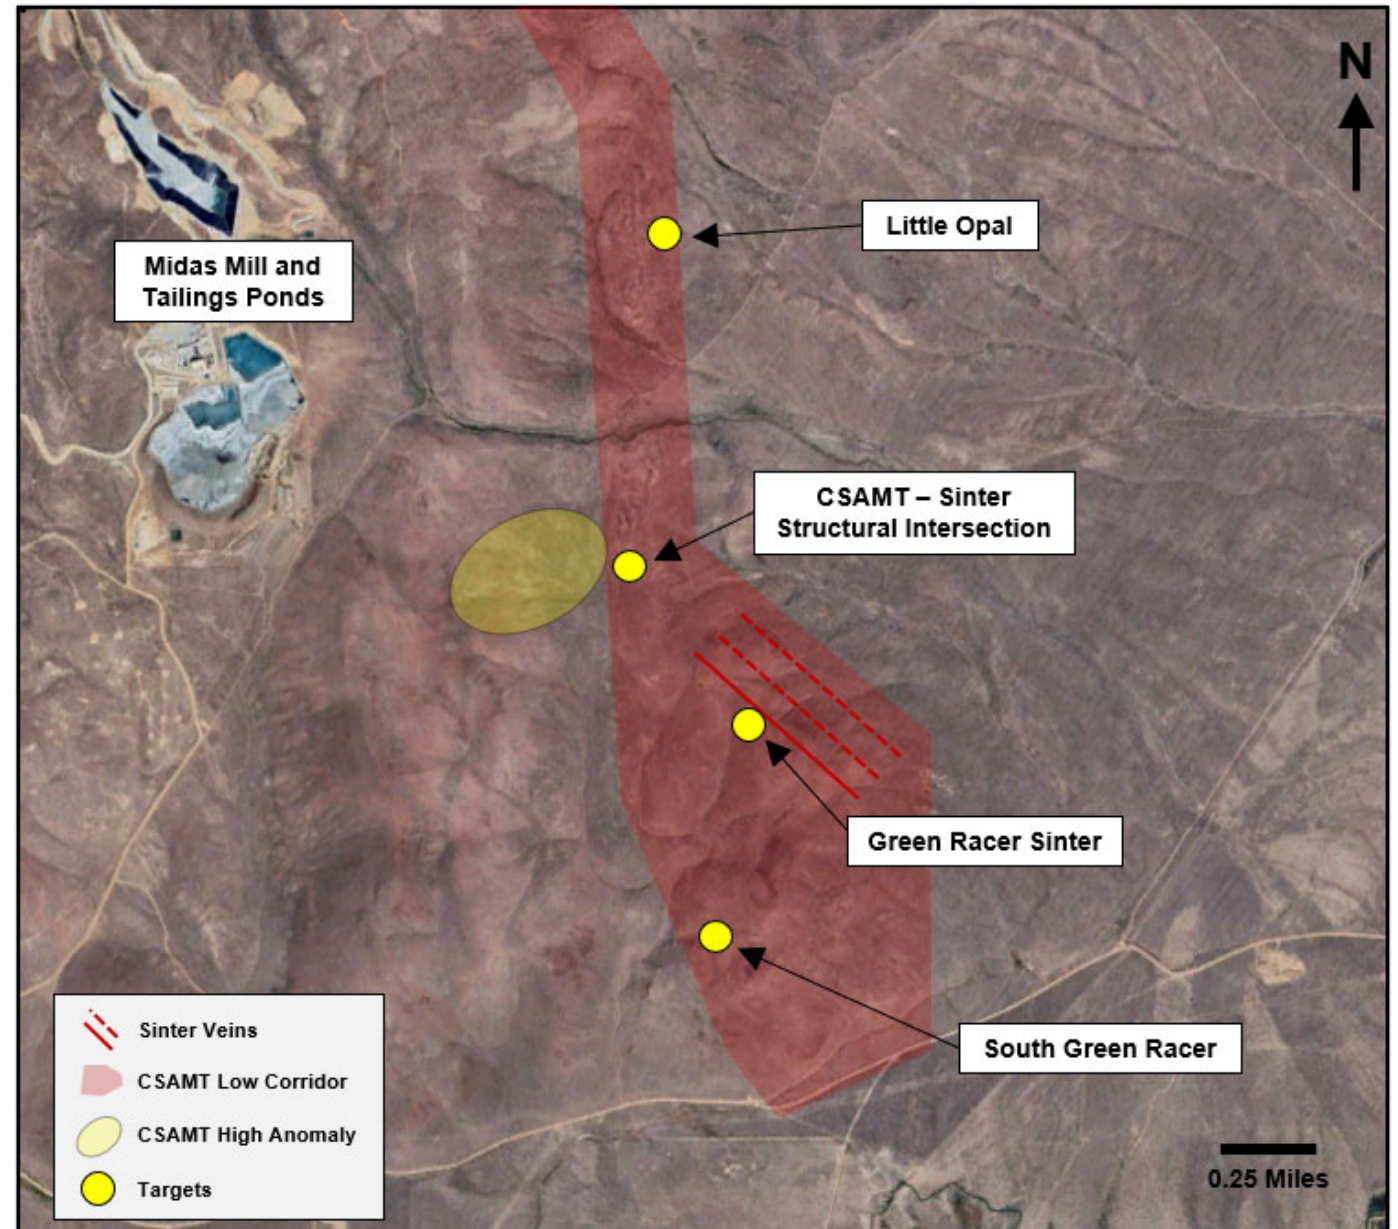 N
Little Opal
Midas Mill and
Tailings Ponds
CSAMT – Sinter
Structural Intersection
Green Racer Sinter
South Green Racer
Sinter Veins
CSAMT Low Corridor
CSAMT High Anomaly
Targets
0.25 Miles